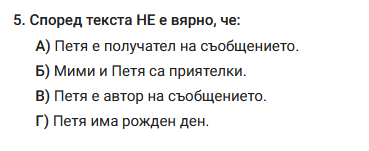 5. Според текста НЕ е вярно, че:
А) Петя е получател на съобщението.
Б) Мими и Петя са приятелки.
В) Петя е автор на съобщението.
Г) Петя има рожден ден.